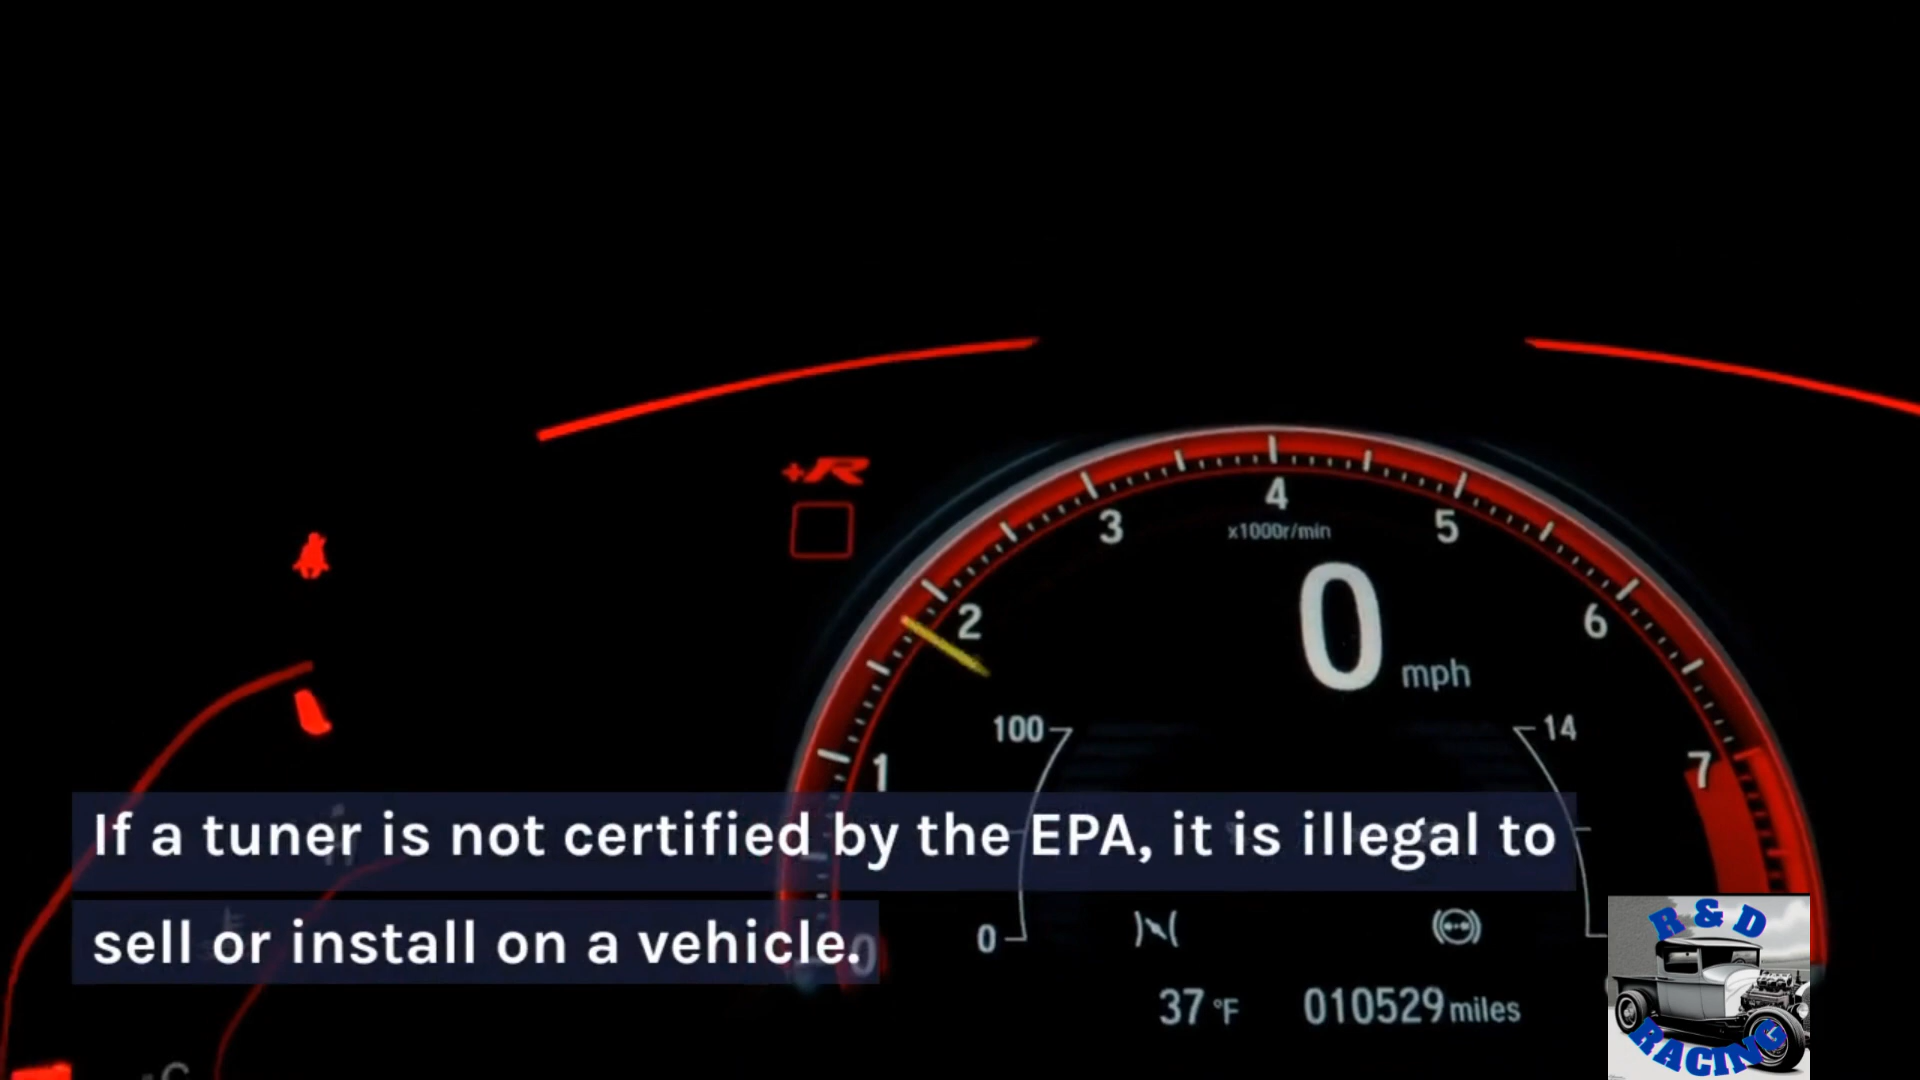 +R
4
3
5
x1000r/min
2
0
6
mph
100
14
1
7
If a tuner is not certified by the EPA, it is illegal to
sell or install on a vehicle.
0
0
37 °F
010529 miles
C
R & D
RACING